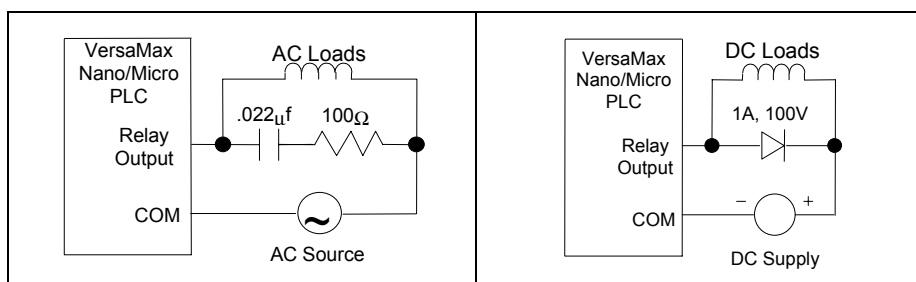 VersaMax
Nano/Micro
PLC
AC Loads
.022μf
100Ω
Relay
Output
COM
~
AC Source
VersaMax
Nano/Micro
PLC
DC Loads
1A, 100V
Relay
Output
COM
− +
DC Supply